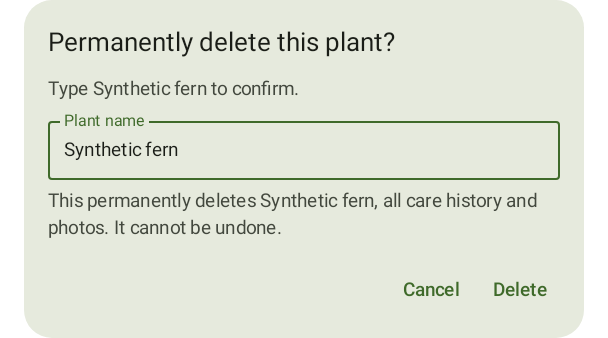 Permanently delete this plant?
Type Synthetic fern to confirm.
Plant name
Synthetic fern
This permanently deletes Synthetic fern, all care history and
photos. It cannot be undone.
Cancel Delete